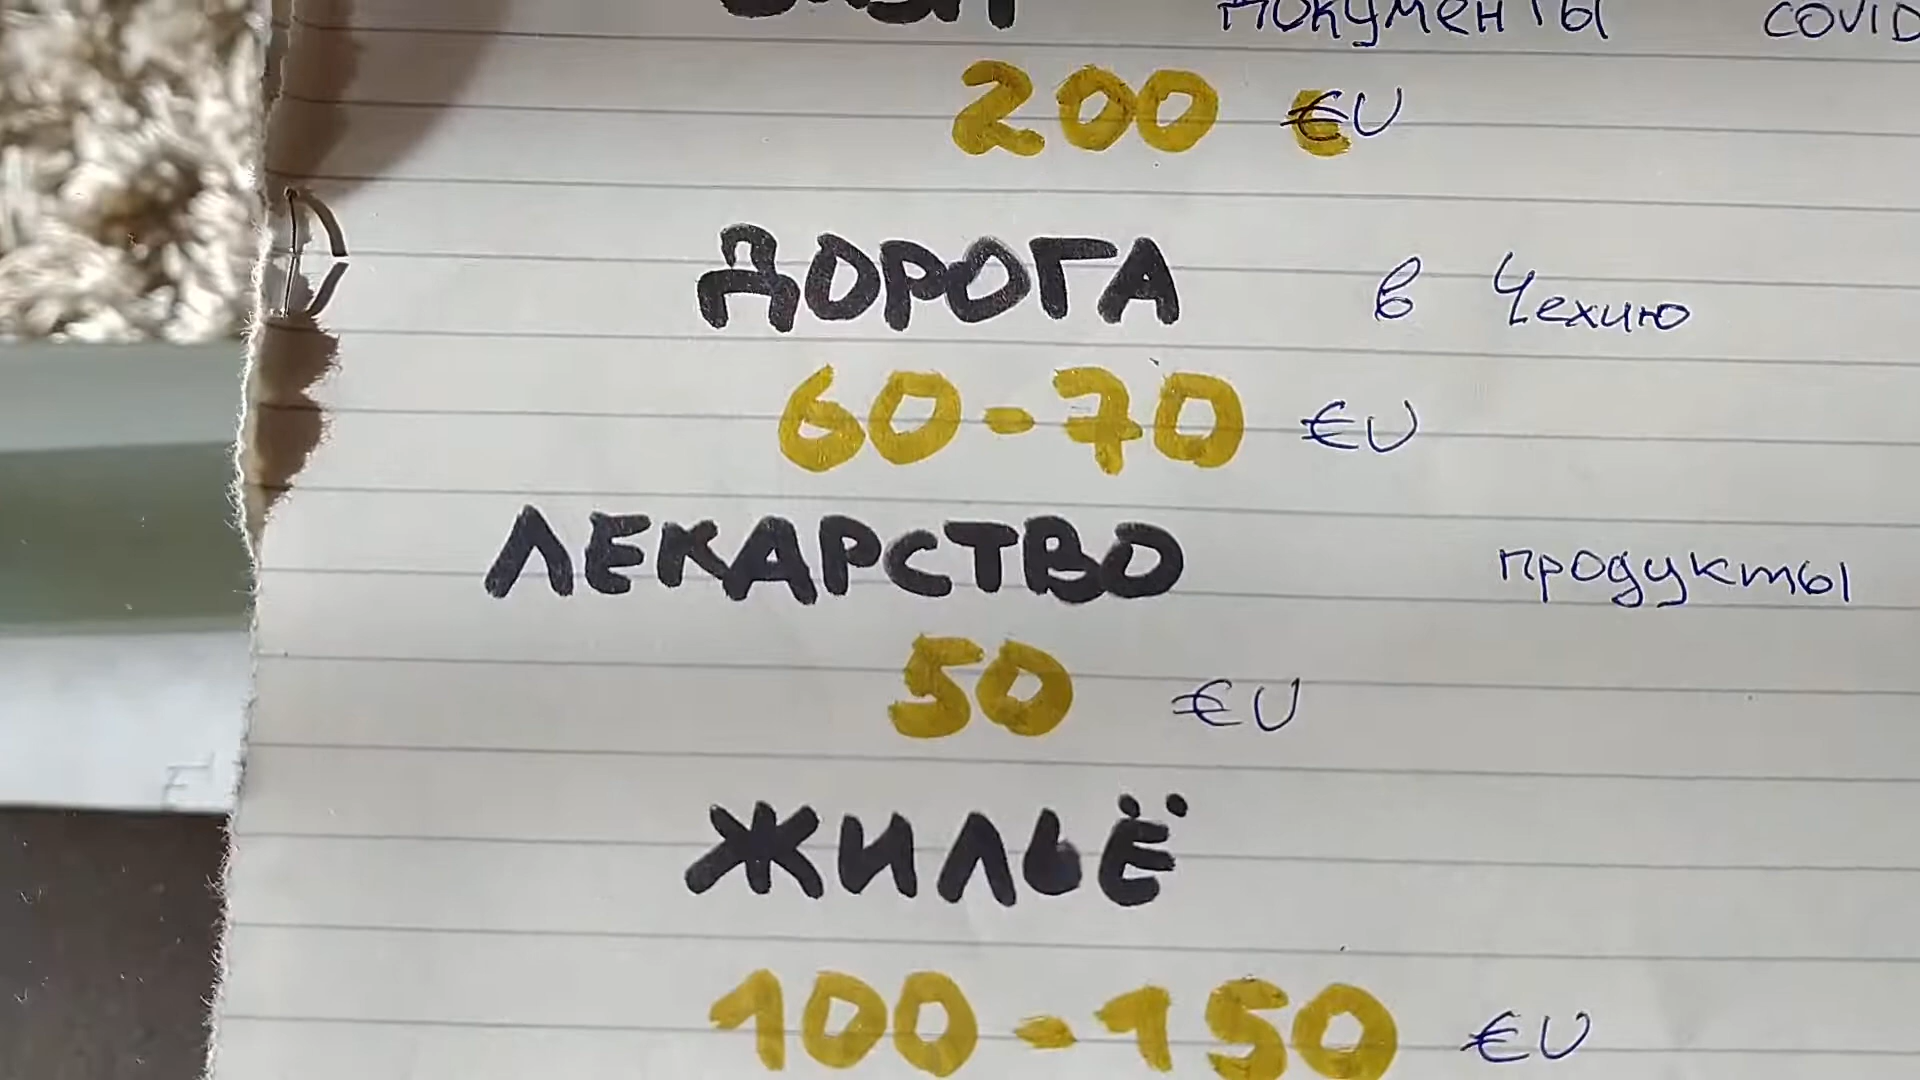 документы COVID
200 €U
ДОРОГА в Чехию
60-70 €U
ЛЕКАРСТВО продукты
50 €U
ЖИЛЬЁ
100-150 €U